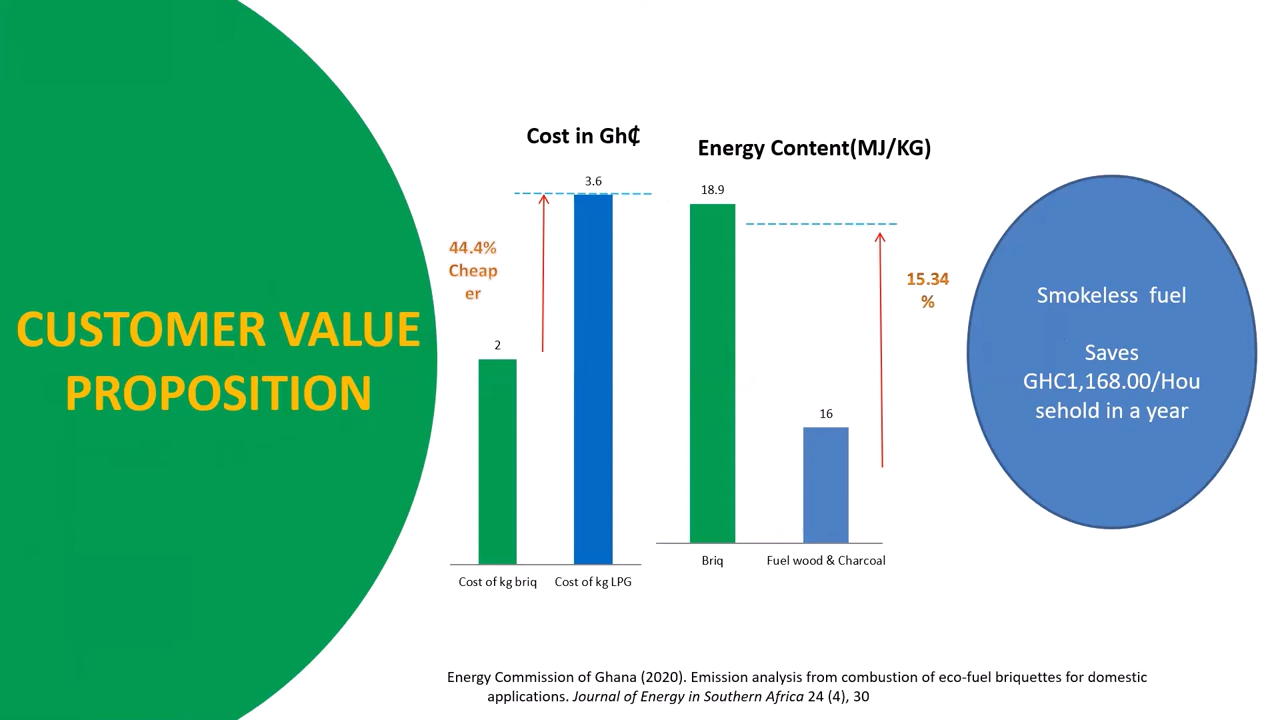 CUSTOMER VALUE
PROPOSITION
Cost in Gh₵
3.6
44.4%
Cheap
er
2
Cost of kg briq
Cost of kg LPG
Energy Content(MJ/KG)
18.9
15.34
%
16
Briq
Fuel wood & Charcoal
Smokeless fuel
Saves
GHC1,168.00/Hou
sehold in a year
Energy Commission of Ghana (2020). Emission analysis from combustion of eco-fuel briquettes for domestic
applications. Journal of Energy in Southern Africa 24 (4), 30